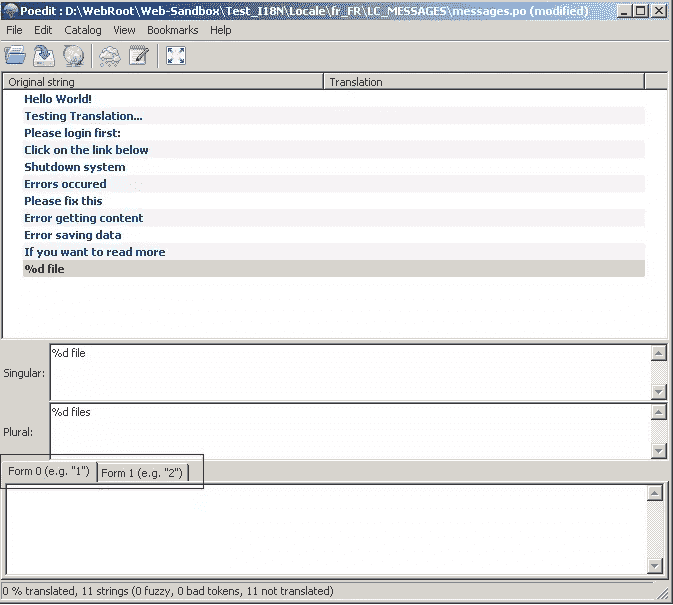 Poedit : D:\WebRoot\Web-Sandbox\Test_I18N\Locale\fr_FR\LC_MESSAGES\messages.po (modified)
File Edit Catalog View Bookmarks Help
Original string Translation
Hello World!
Testing Translation...
Please login first:
Click on the link below
Shutdown system
Errors occured
Please fix this
Error getting content
Error saving data
If you want to read more
%d file
Singular: %d file
Plural: %d files
Form 0 (e.g. "1") Form 1 (e.g. "2")
0 % translated, 11 strings (0 fuzzy, 0 bad tokens, 11 not translated)